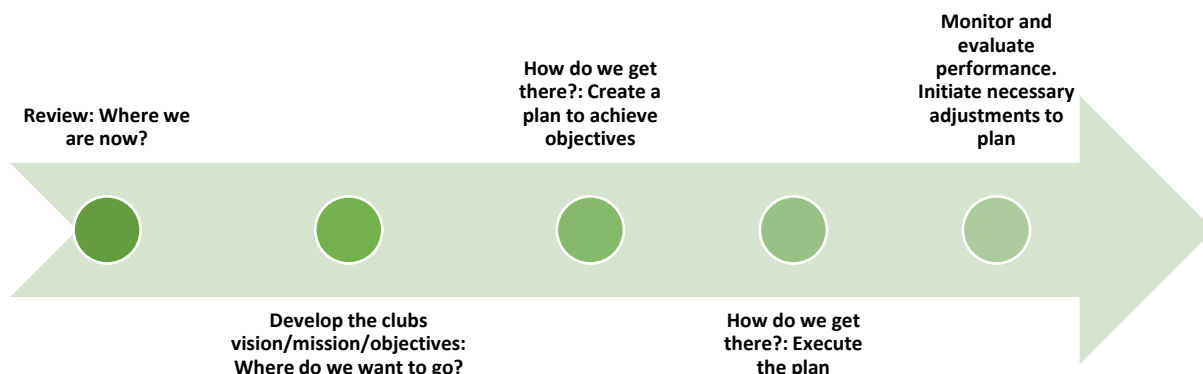 Review: Where we
are now?
Develop the clubs
vision/mission/objectives:
Where do we want to go?
How do we get
there?: Create a
plan to achieve
objectives
How do we get
there?: Execute
the plan
Monitor and
evaluate
performance.
Initiate necessary
adjustments to
plan